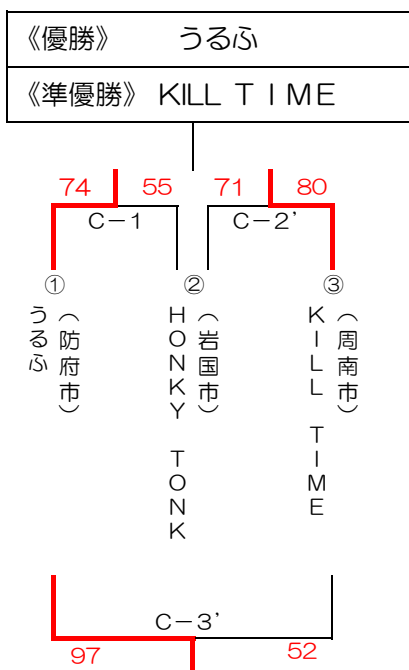 《優勝》 うるふ
《準優勝》 KILL TIME
74 55 71 80
C-1 C-2'
① ② ③
うるふ
(防府市)
HONKY TONK
(岩国市)
KILL TIME
(周南市)
C-3'
97 52